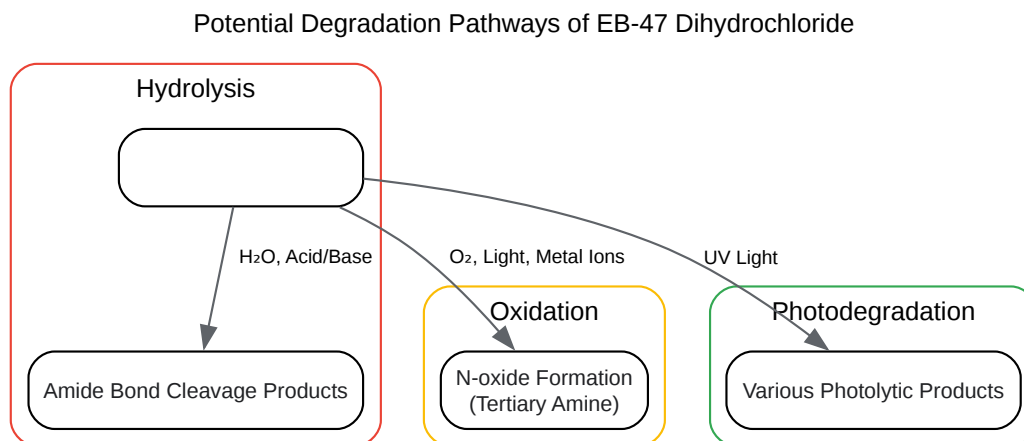 Potential Degradation Pathways of EB-47 Dihydrochloride
Hydrolysis
H₂O, Acid/Base
O₂, Light, Metal Ions
UV Light
Oxidation
Photodegradation
Amide Bond Cleavage Products
N-oxide Formation
(Tertiary Amine)
Various Photolytic Products